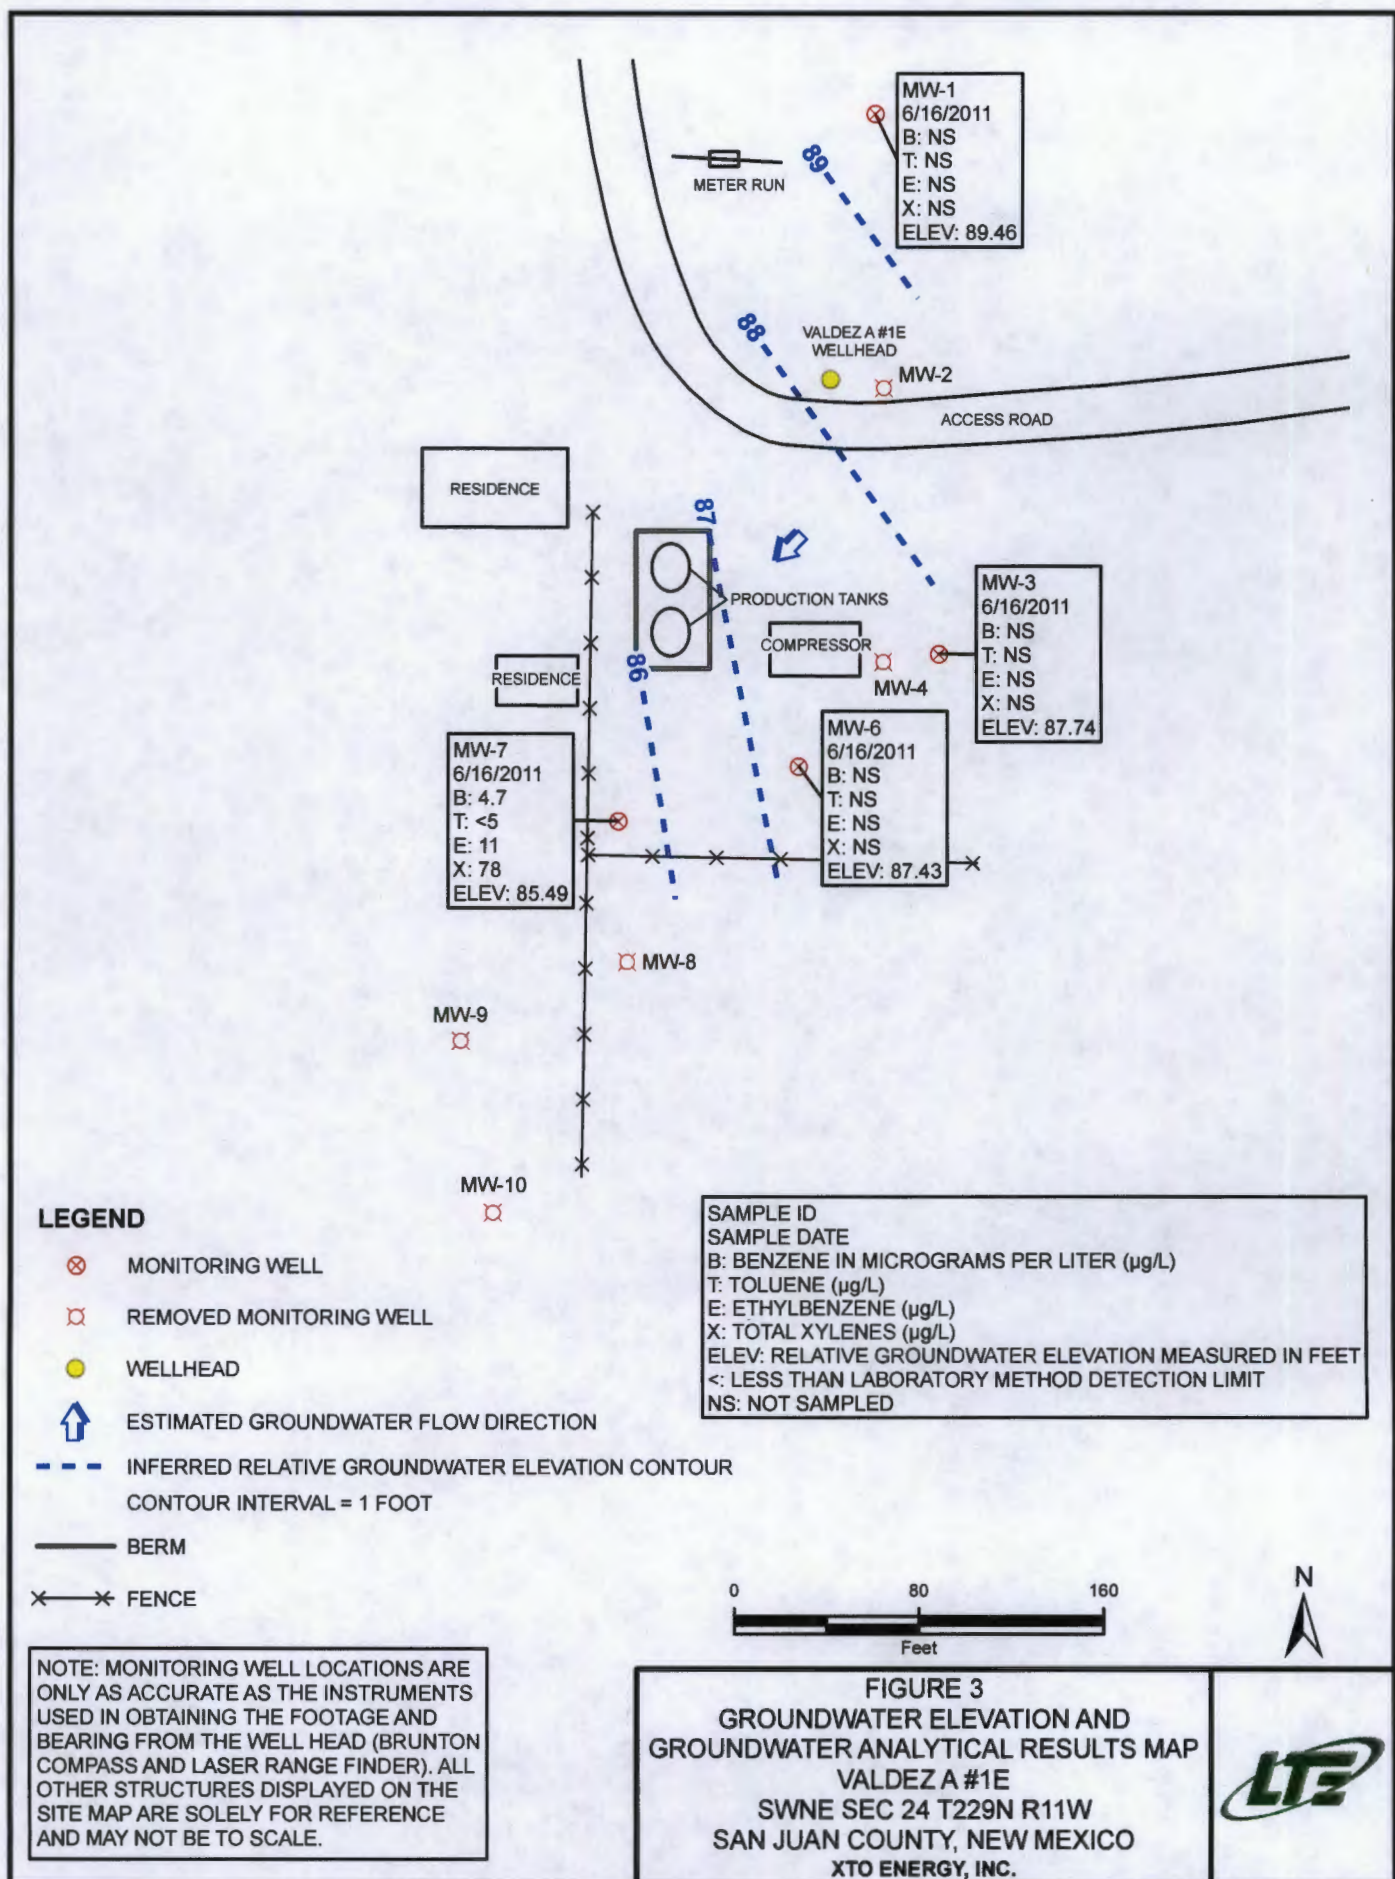 MW-1
6/16/2011
B: NS
T: NS
E: NS
X: NS
ELEV: 89.46
METER RUN
89
88
VALDEZ A #1E
WELLHEAD
MW-2
ACCESS ROAD
RESIDENCE
87
PRODUCTION TANKS
MW-3
6/16/2011
B: NS
T: NS
E: NS
X: NS
ELEV: 87.74
COMPRESSOR
MW-4
86
RESIDENCE
MW-6
6/16/2011
B: NS
T: NS
E: NS
X: NS
ELEV: 87.43
MW-7
6/16/2011
B: 4.7
T: <5
E: 11
X: 78
ELEV: 85.49
MW-8
MW-9
MW-10
LEGEND
MONITORING WELL
REMOVED MONITORING WELL
WELLHEAD
ESTIMATED GROUNDWATER FLOW DIRECTION
INFERRED RELATIVE GROUNDWATER ELEVATION CONTOUR
CONTOUR INTERVAL = 1 FOOT
BERM
FENCE
SAMPLE ID
SAMPLE DATE
B: BENZENE IN MICROGRAMS PER LITER (µg/L)
T: TOLUENE (µg/L)
E: ETHYLBENZENE (µg/L)
X: TOTAL XYLENES (µg/L)
ELEV: RELATIVE GROUNDWATER ELEVATION MEASURED IN FEET
<: LESS THAN LABORATORY METHOD DETECTION LIMIT
NS: NOT SAMPLED
0 80 160
Feet
N
NOTE: MONITORING WELL LOCATIONS ARE
ONLY AS ACCURATE AS THE INSTRUMENTS
USED IN OBTAINING THE FOOTAGE AND
BEARING FROM THE WELL HEAD (BRUNTON
COMPASS AND LASER RANGE FINDER). ALL
OTHER STRUCTURES DISPLAYED ON THE
SITE MAP ARE SOLELY FOR REFERENCE
AND MAY NOT BE TO SCALE.
FIGURE 3
GROUNDWATER ELEVATION AND
GROUNDWATER ANALYTICAL RESULTS MAP
VALDEZ A #1E
SWNE SEC 24 T229N R11W
SAN JUAN COUNTY, NEW MEXICO
XTO ENERGY, INC.
LTE